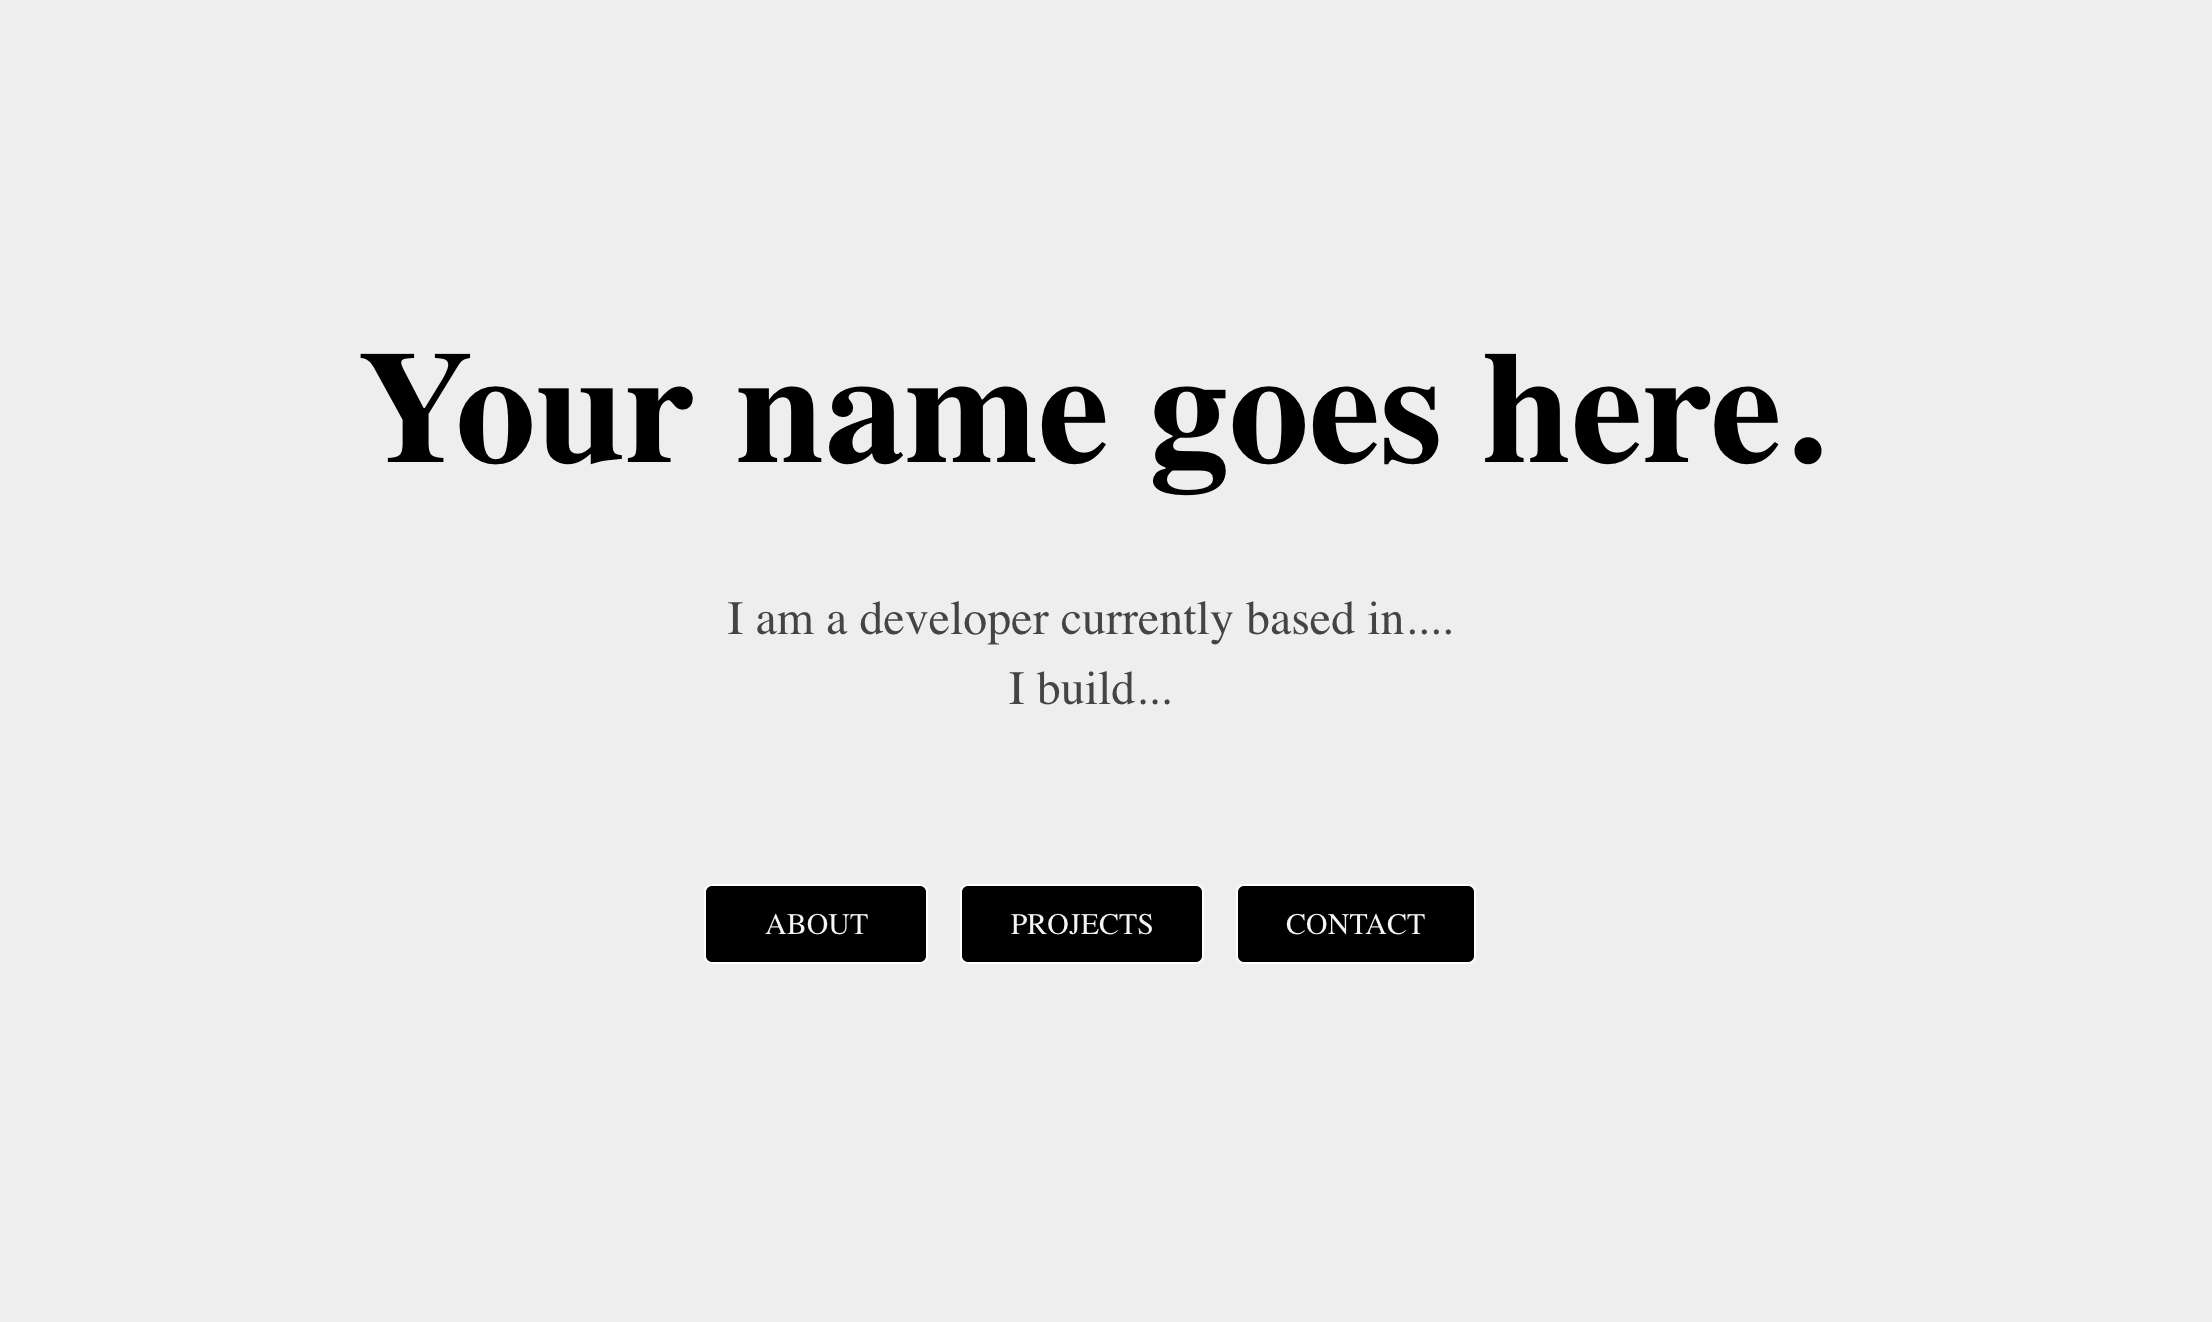 Your name goes here.
I am a developer currently based in....
I build...
ABOUT
PROJECTS
CONTACT